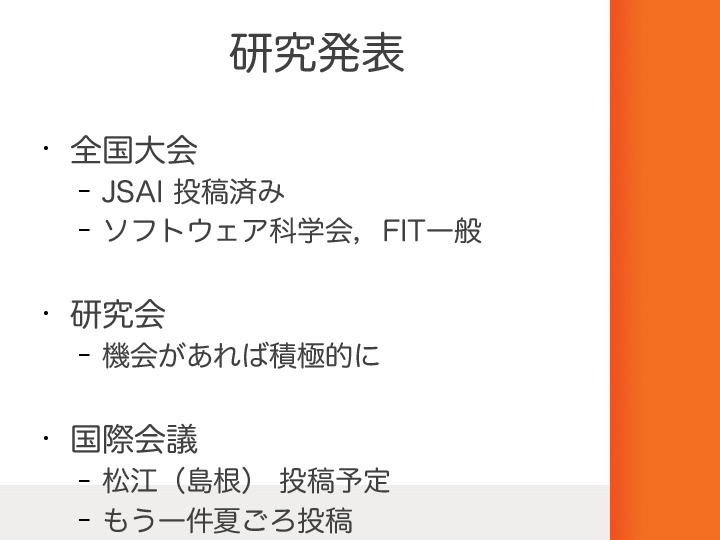 研究発表
・ 全国大会
– JSAI 投稿済み
– ソフトウェア科学会，FIT一般
・ 研究会
– 機会があれば積極的に
・ 国際会議
– 松江（島根） 投稿予定
– もう一件夏ごろ投稿